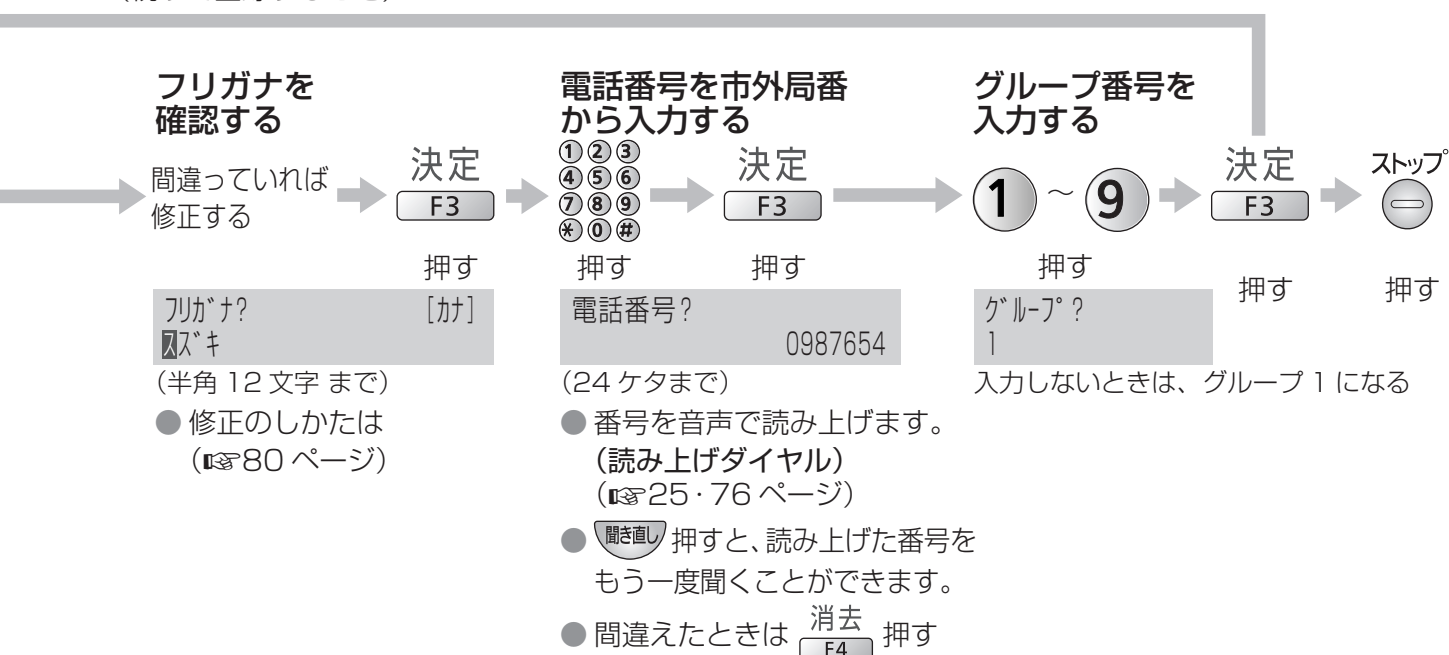 フリガナを
確認する
間違っていれば
修正する
決定
F3
押す
ﾌﾘｶﾞﾅ? [ｶﾅ]
ｽｽﾞｷ
(半角 12 文字 まで)
● 修正のしかたは
(☞80 ページ)
電話番号を市外局番
から入力する
1 2 3
4 5 6
7 8 9
* 0 #
押す
決定
F3
押す
電話番号?
0987654
(24 ケタまで)
● 番号を音声で読み上げます。
(読み上げダイヤル)
(☞25・76 ページ)
● 聞き直し 押すと、読み上げた番号を
もう一度聞くことができます。
● 間違えたときは 消去 F4 押す
グループ番号を
入力する
1 ~ 9
押す
ｸﾞﾙｰﾌﾟ?
1
入力しないときは、グループ 1 になる
決定
F3
押す
ストップ
押す